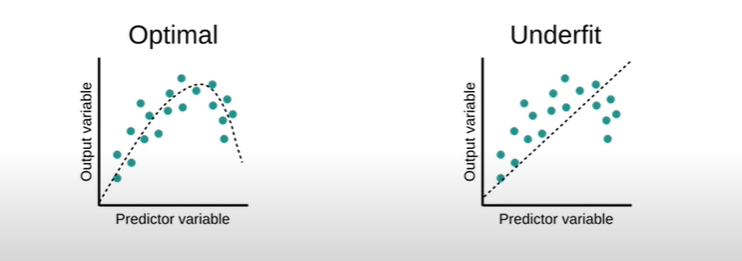 Optimal
Output variable
Predictor variable
Underfit
Output variable
Predictor variable